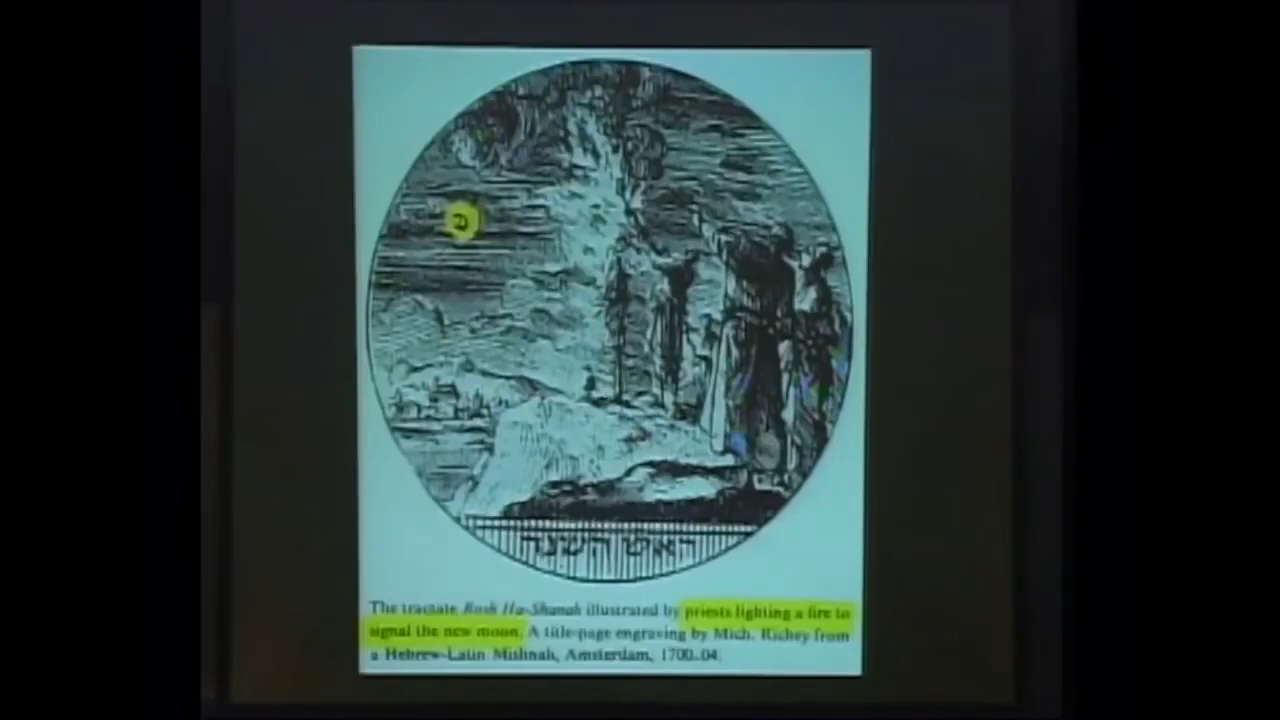 ראש השנה
The tractate Rosh Ha-Shanah illustrated by priests lighting a fire to
signal the new moon. A title-page engraving by Mich. Richey from
a Hebrew-Latin Mishnah, Amsterdam, 1700-04.